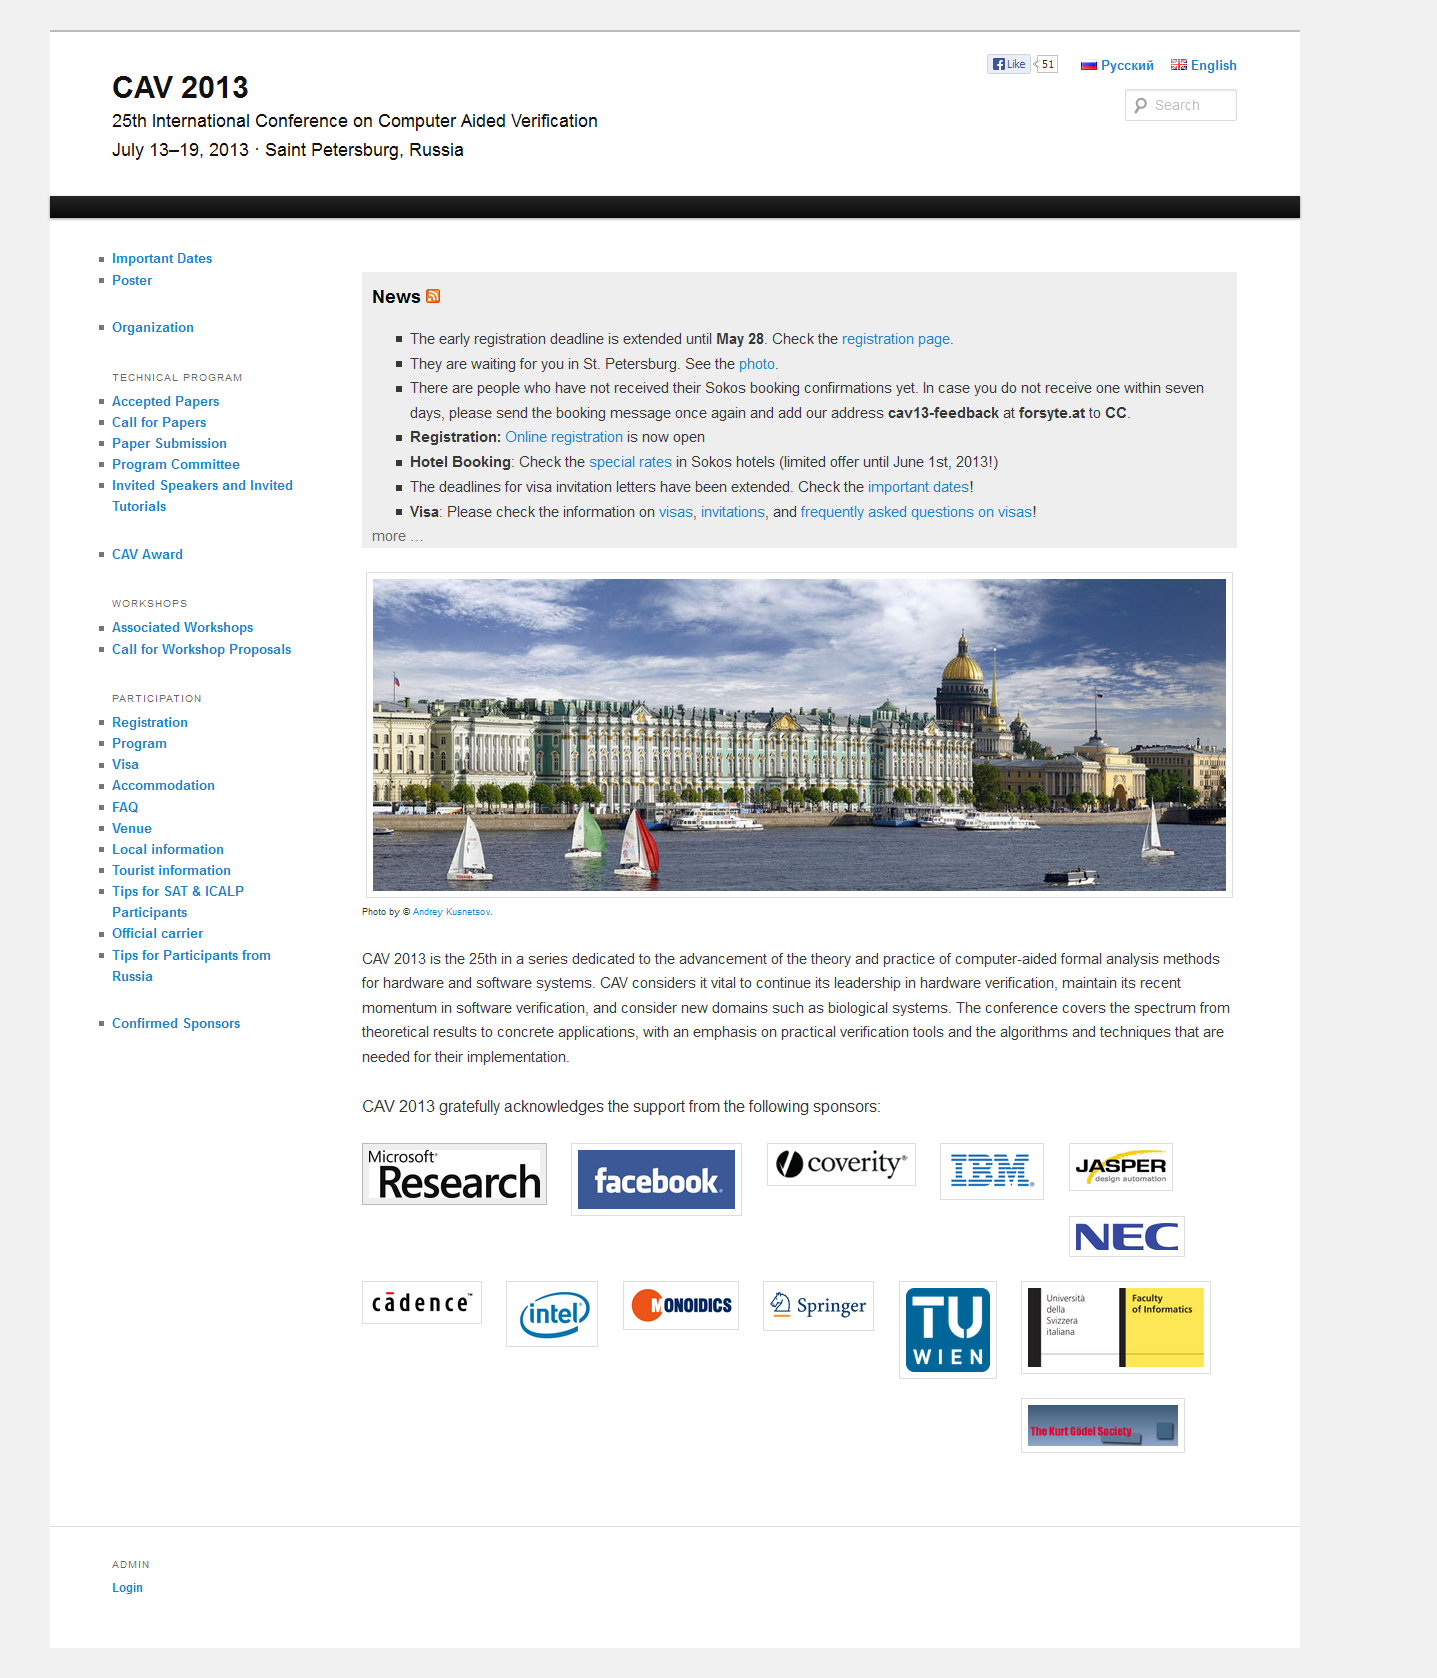 Like 51 Русский English
CAV 2013
Search
25th International Conference on Computer Aided Verification
July 13–19, 2013 · Saint Petersburg, Russia
Important Dates
Poster
Organization
TECHNICAL PROGRAM
Accepted Papers
Call for Papers
Paper Submission
Program Committee
Invited Speakers and Invited
Tutorials
CAV Award
WORKSHOPS
Associated Workshops
Call for Workshop Proposals
PARTICIPATION
Registration
Program
Visa
Accommodation
FAQ
Venue
Local information
Tourist information
Tips for SAT & ICALP
Participants
Official carrier
Tips for Participants from
Russia
Confirmed Sponsors
News
The early registration deadline is extended until May 28. Check the registration page.
They are waiting for you in St. Petersburg. See the photo.
There are people who have not received their Sokos booking confirmations yet. In case you do not receive one within seven
days, please send the booking message once again and add our address cav13-feedback at forsyte.at to CC.
Registration: Online registration is now open
Hotel Booking: Check the special rates in Sokos hotels (limited offer until June 1st, 2013!)
The deadlines for visa invitation letters have been extended. Check the important dates!
Visa: Please check the information on visas, invitations, and frequently asked questions on visas!
more …
Photo by © Andrey Kusnetsov.
CAV 2013 is the 25th in a series dedicated to the advancement of the theory and practice of computer-aided formal analysis methods
for hardware and software systems. CAV considers it vital to continue its leadership in hardware verification, maintain its recent
momentum in software verification, and consider new domains such as biological systems. The conference covers the spectrum from
theoretical results to concrete applications, with an emphasis on practical verification tools and the algorithms and techniques that are
needed for their implementation.
CAV 2013 gratefully acknowledges the support from the following sponsors:
Microsoft®
Research
facebook.
coverity®
IBM®
JASPER
design automation
NEC
cādence™
intel
MONOIDICS
Springer
TU
WIEN
Università
della
Svizzera
italiana
Faculty
of Informatics
The Kurt Gödel Society
ADMIN
Login